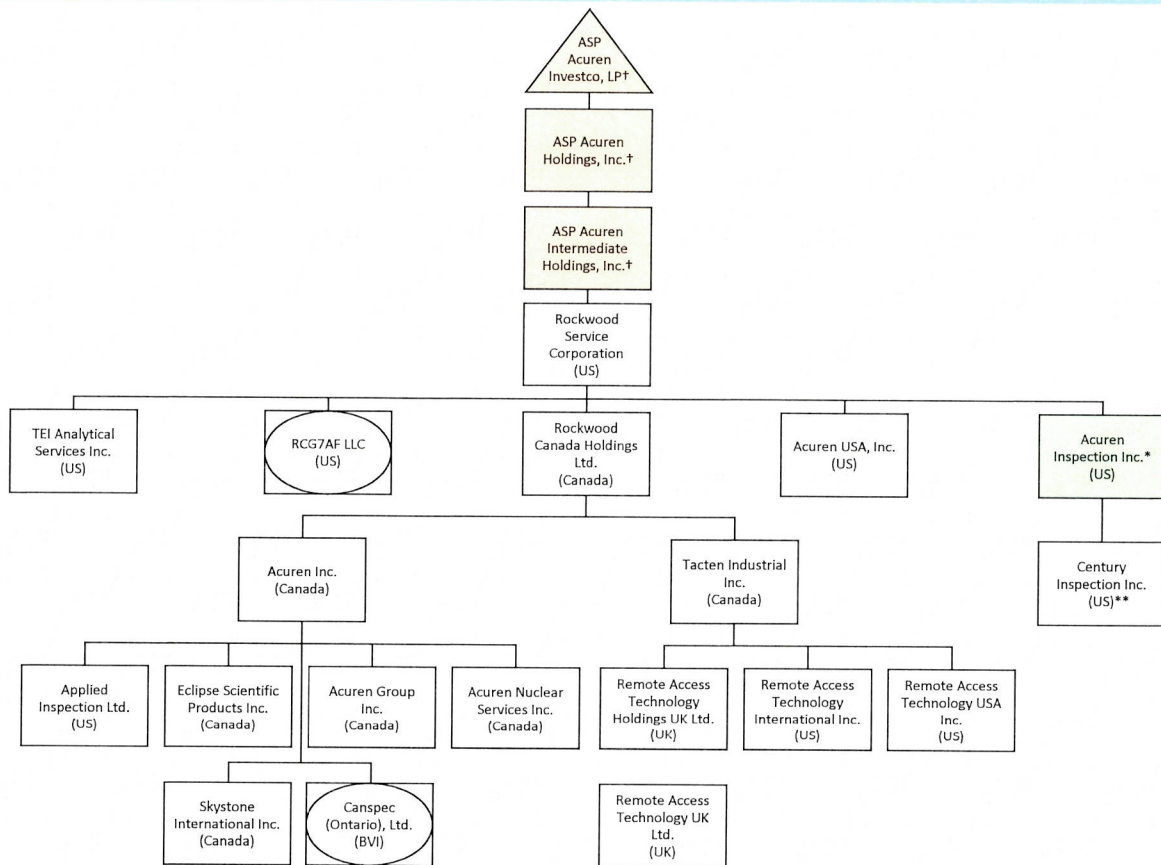 ASP
Acuren
Investco, LP†
ASP Acuren
Holdings, Inc.†
ASP Acuren
Intermediate
Holdings, Inc.†
Rockwood
Service
Corporation
(US)
TEI Analytical
Services Inc.
(US)
RCG7AF LLC
(US)
Rockwood
Canada Holdings
Ltd.
(Canada)
Acuren USA, Inc.
(US)
Acuren
Inspection Inc.*
(US)
Acuren Inc.
(Canada)
Tacten Industrial
Inc.
(Canada)
Century
Inspection Inc.
(US)**
Applied
Inspection Ltd.
(US)
Eclipse Scientific
Products Inc.
(Canada)
Acuren Group
Inc.
(Canada)
Acuren Nuclear
Services Inc.
(Canada)
Remote Access
Technology
Holdings UK Ltd.
(UK)
Remote Access
Technology
International Inc.
(US)
Remote Access
Technology USA
Inc.
(US)
Skystone
International Inc.
(Canada)
Canspec
(Ontario), Ltd.
(BVI)
Remote Access
Technology UK
Ltd.
(UK)